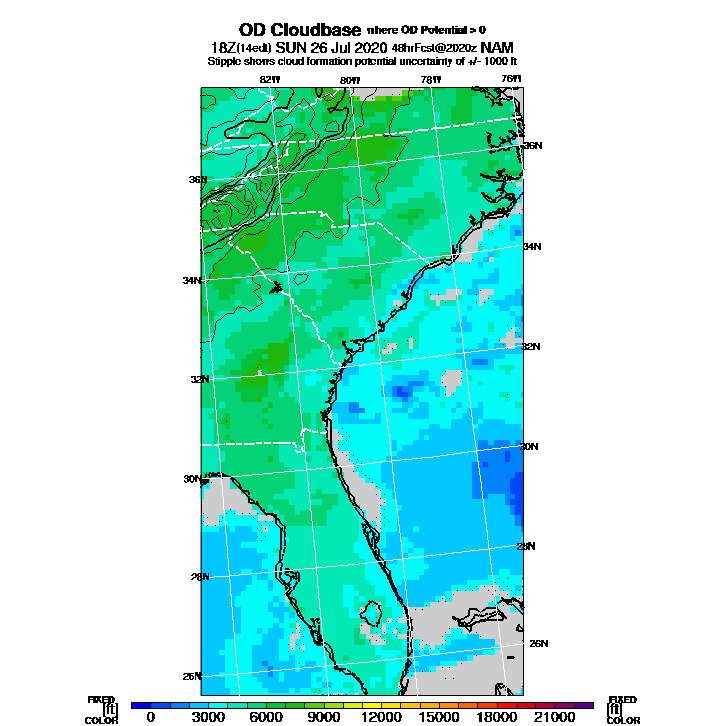 OD Cloudbase where OD Potential > 0
18Z(14edt) SUN 26 Jul 2020 48hrFcst@2020z NAM
Stipple shows cloud formation potential uncertainty of +/- 1000 ft
82W 80W 78W 76W
36N
36N
34N
34N
32N
32N
30N
30N
28N
28N
26N
26N
FIXED FIXED
[ft] [ft]
COLOR 0 3000 6000 9000 12000 15000 18000 21000 COLOR